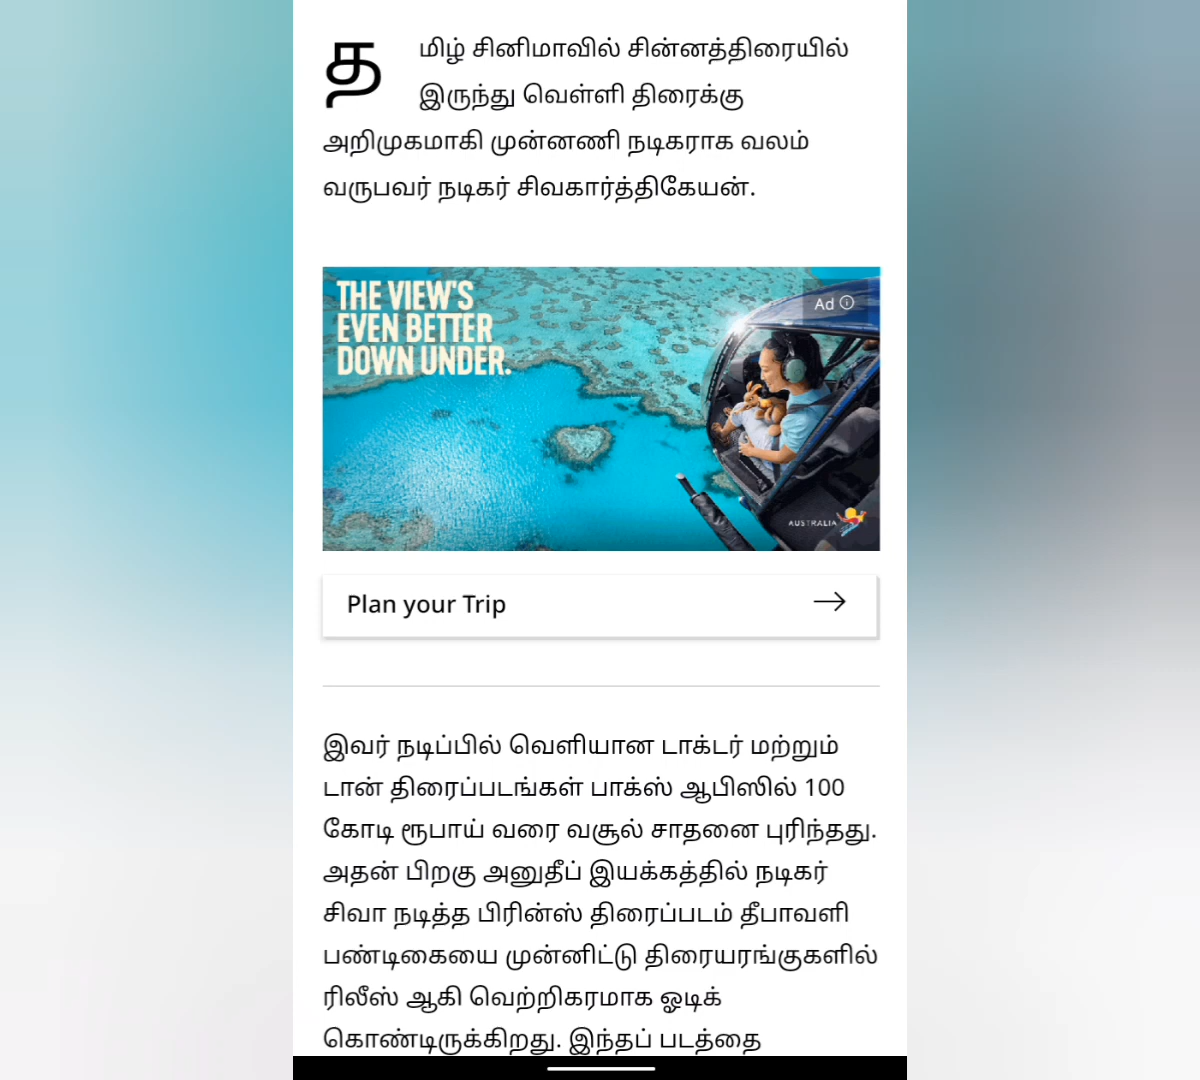 தமிழ் சினிமாவில் சின்னத்திரையில்
இருந்து வெள்ளி திரைக்கு
அறிமுகமாகி முன்னணி நடிகராக வலம்
வருபவர் நடிகர் சிவகார்த்திகேயன்.
THE VIEW'S
EVEN BETTER
DOWN UNDER.
Ad
AUSTRALIA
Plan your Trip
இவர் நடிப்பில் வெளியான டாக்டர் மற்றும்
டான் திரைப்படங்கள் பாக்ஸ் ஆபிஸில் 100
கோடி ரூபாய் வரை வசூல் சாதனை புரிந்தது.
அதன் பிறகு அனுதீப் இயக்கத்தில் நடிகர்
சிவா நடித்த பிரின்ஸ் திரைப்படம் தீபாவளி
பண்டிகையை முன்னிட்டு திரையரங்குகளில்
ரிலீஸ் ஆகி வெற்றிகரமாக ஓடிக்
கொண்டிருக்கிறது. இந்தப் படத்தை